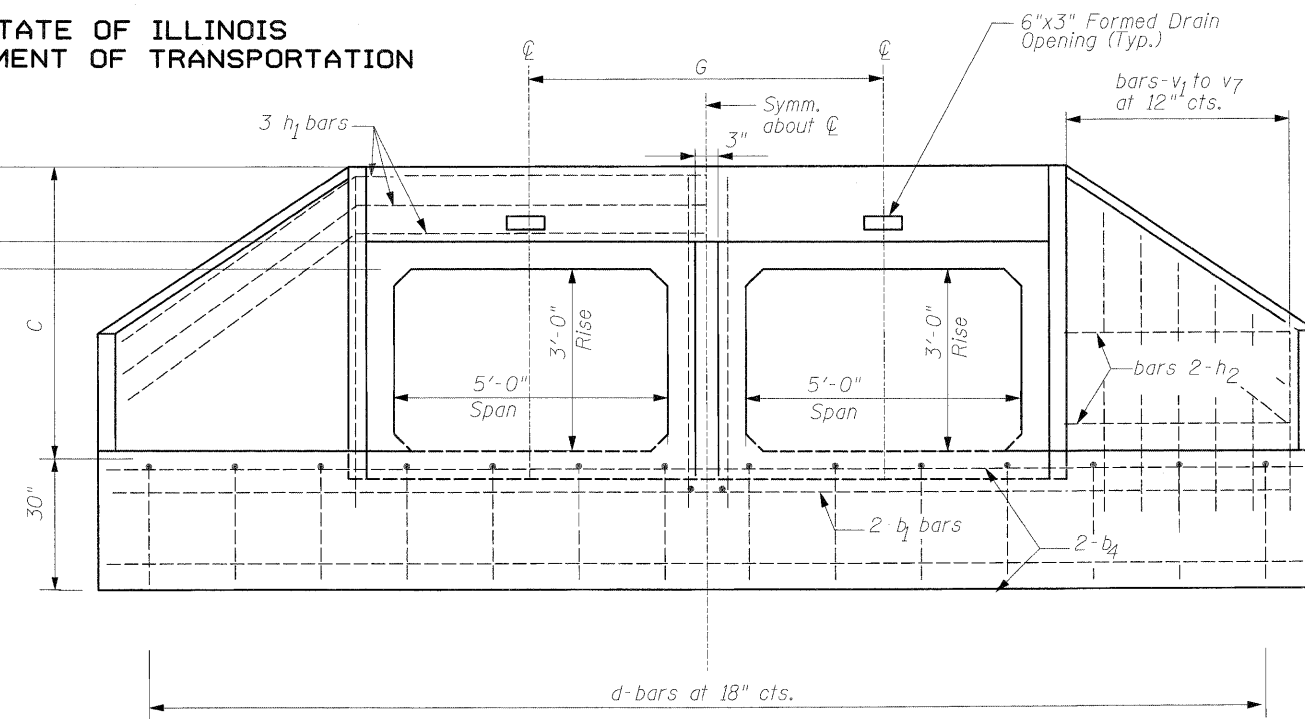 TATE OF ILLINOIS
MENT OF TRANSPORTATION
6"x3" Formed Drain
Opening (Typ.)
℄
℄
G
bars-v1 to v7
at 12" cts.
Symm.
about ℄
3 h1 bars
3"
C
3'-0"
Rise
3'-0"
Rise
5'-0"
Span
5'-0"
Span
bars 2-h2
30"
2-b1 bars
2-b4
d-bars at 18" cts.